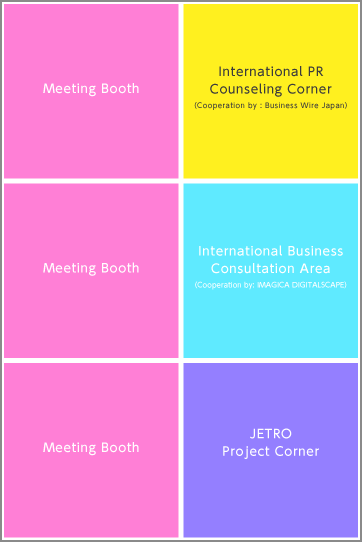 Meeting Booth
International PR
Counseling Corner
(Cooperation by : Business Wire Japan)
Meeting Booth
International Business
Consultation Area
(Cooperation by: IMAGICA DIGITALSCAPE)
Meeting Booth
JETRO
Project Corner